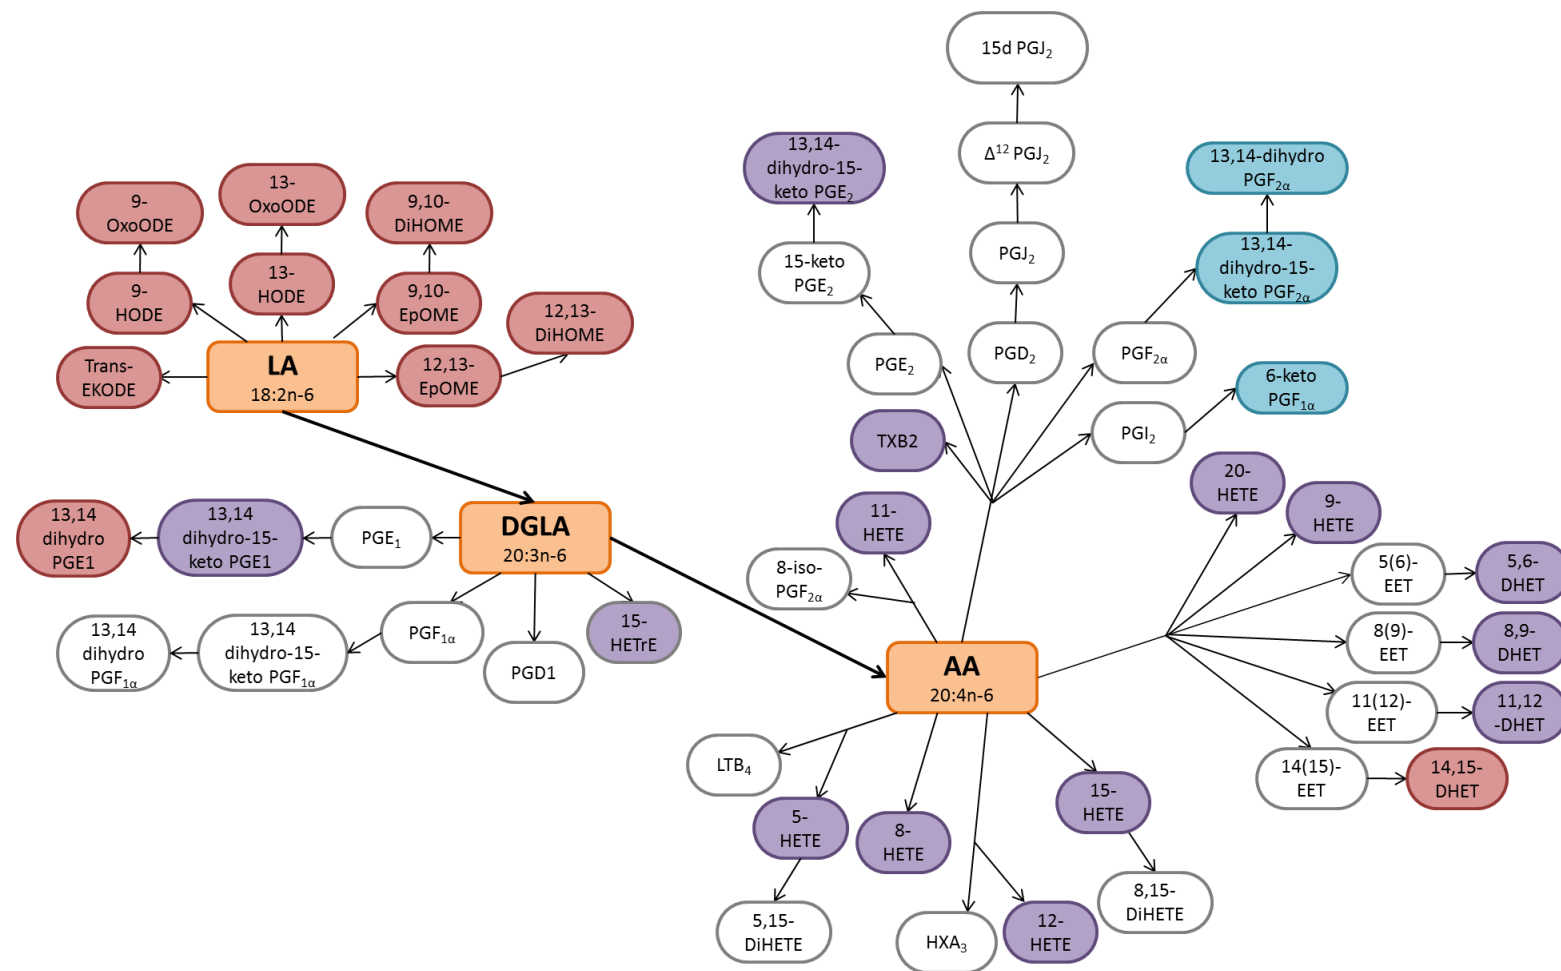 15d PGJ₂
13,14-
dihydro-15-
keto PGE₂
Δ¹² PGJ₂
13,14-dihydro
PGF₂α
9-
OxoODE
13-
OxoODE
9,10-
DiHOME
15-keto
PGE₂
PGJ₂
13,14-
dihydro-15-
keto PGF₂α
9-
HODE
13-
HODE
9,10-
EpOME
12,13-
DiHOME
Trans-
EKODE
LA
18:2n-6
12,13-
EpOME
PGE₂
PGD₂
PGF₂α
6-keto
PGF₁α
TXB2
PGI₂
20-
HETE
9-
HETE
13,14
dihydro
PGE1
13,14
dihydro-15-
keto PGE1
PGE₁
DGLA
20:3n-6
11-
HETE
8-iso-
PGF₂α
5(6)-
EET
5,6-
DHET
13,14
dihydro
PGF₁α
13,14
dihydro-15-
keto PGF₁α
PGF₁α
PGD1
15-
HETrE
AA
20:4n-6
8(9)-
EET
8,9-
DHET
11(12)-
EET
11,12
-DHET
14(15)-
EET
14,15-
DHET
LTB₄
5-
HETE
8-
HETE
15-
HETE
5,15-
DiHETE
HXA₃
12-
HETE
8,15-
DiHETE